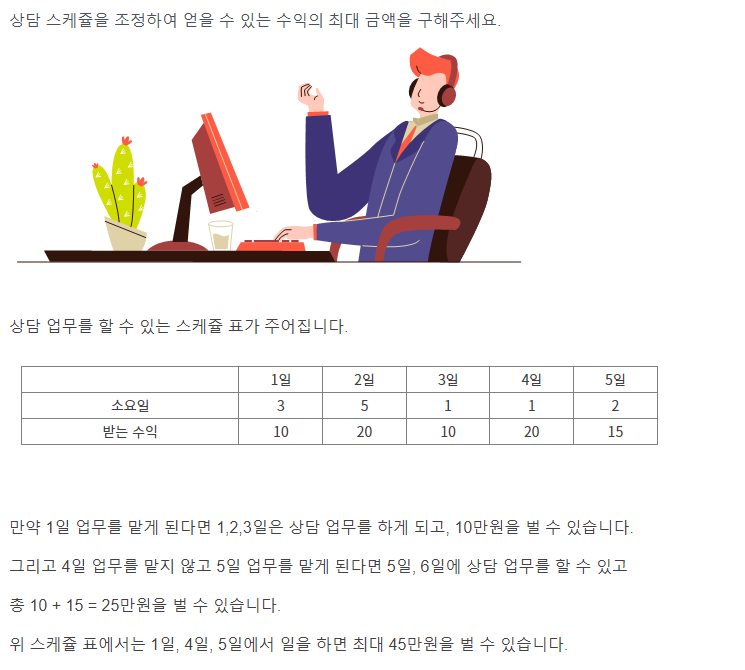 상담 스케쥴을 조정하여 얻을 수 있는 수익의 최대 금액을 구해주세요.
상담 업무를 할 수 있는 스케쥴 표가 주어집니다.
1일 2일 3일 4일 5일
소요일 3 5 1 1 2
받는 수익 10 20 10 20 15
만약 1일 업무를 맡게 된다면 1,2,3일은 상담 업무를 하게 되고, 10만원을 벌 수 있습니다.
그리고 4일 업무를 맡지 않고 5일 업무를 맡게 된다면 5일, 6일에 상담 업무를 할 수 있고
총 10 + 15 = 25만원을 벌 수 있습니다.
위 스케쥴 표에서는 1일, 4일, 5일에서 일을 하면 최대 45만원을 벌 수 있습니다.